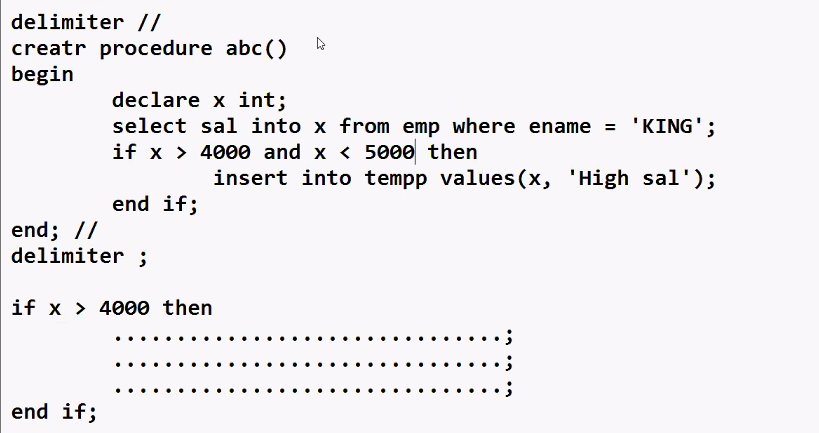 delimiter //
creatr procedure abc()
begin
declare x int;
select sal into x from emp where ename = 'KING';
if x > 4000 and x < 5000 then
insert into tempp values(x, 'High sal');
end if;
end; //
delimiter ;
if x > 4000 then
...............................;
...............................;
...............................;
end if;